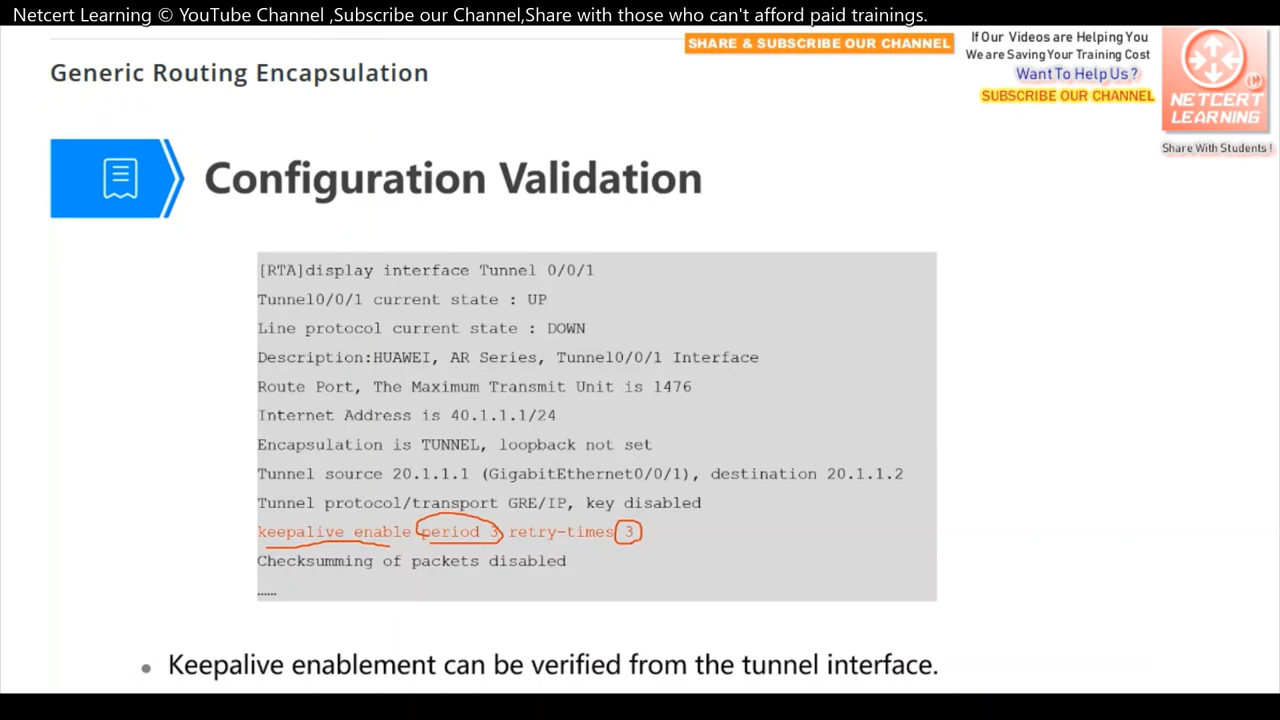 Netcert Learning © YouTube Channel ,Subscribe our Channel,Share with those who can't afford paid trainings.
SHARE & SUBSCRIBE OUR CHANNEL
If Our Videos are Helping You
We are Saving Your Training Cost
Want To Help Us ?
SUBSCRIBE OUR CHANNEL
NETCERT
LEARNING
©
Share With Students !
Generic Routing Encapsulation
Configuration Validation
[RTA]display interface Tunnel 0/0/1
Tunnel0/0/1 current state : UP
Line protocol current state : DOWN
Description:HUAWEI, AR Series, Tunnel0/0/1 Interface
Route Port, The Maximum Transmit Unit is 1476
Internet Address is 40.1.1.1/24
Encapsulation is TUNNEL, loopback not set
Tunnel source 20.1.1.1 (GigabitEthernet0/0/1), destination 20.1.1.2
Tunnel protocol/transport GRE/IP, key disabled
keepalive enable period 3 retry-times 3
Checksumming of packets disabled
……
• Keepalive enablement can be verified from the tunnel interface.